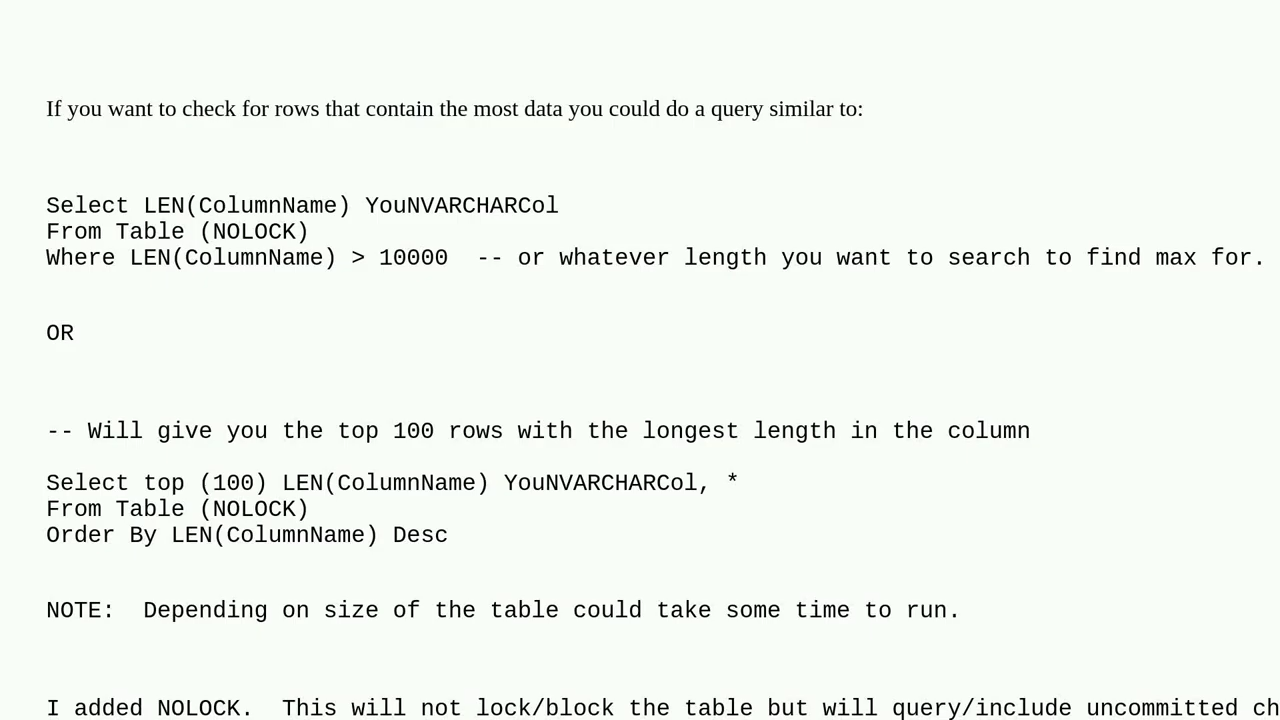 If you want to check for rows that contain the most data you could do a query similar to:
Select LEN(ColumnName) YouNVARCHARCol
From Table (NOLOCK)
Where LEN(ColumnName) > 10000  -- or whatever length you want to search to find max for.
OR
-- Will give you the top 100 rows with the longest length in the column
Select top (100) LEN(ColumnName) YouNVARCHARCol, *
From Table (NOLOCK)
Order By LEN(ColumnName) Desc
NOTE:  Depending on size of the table could take some time to run.
I added NOLOCK.  This will not lock/block the table but will query/include uncommitted